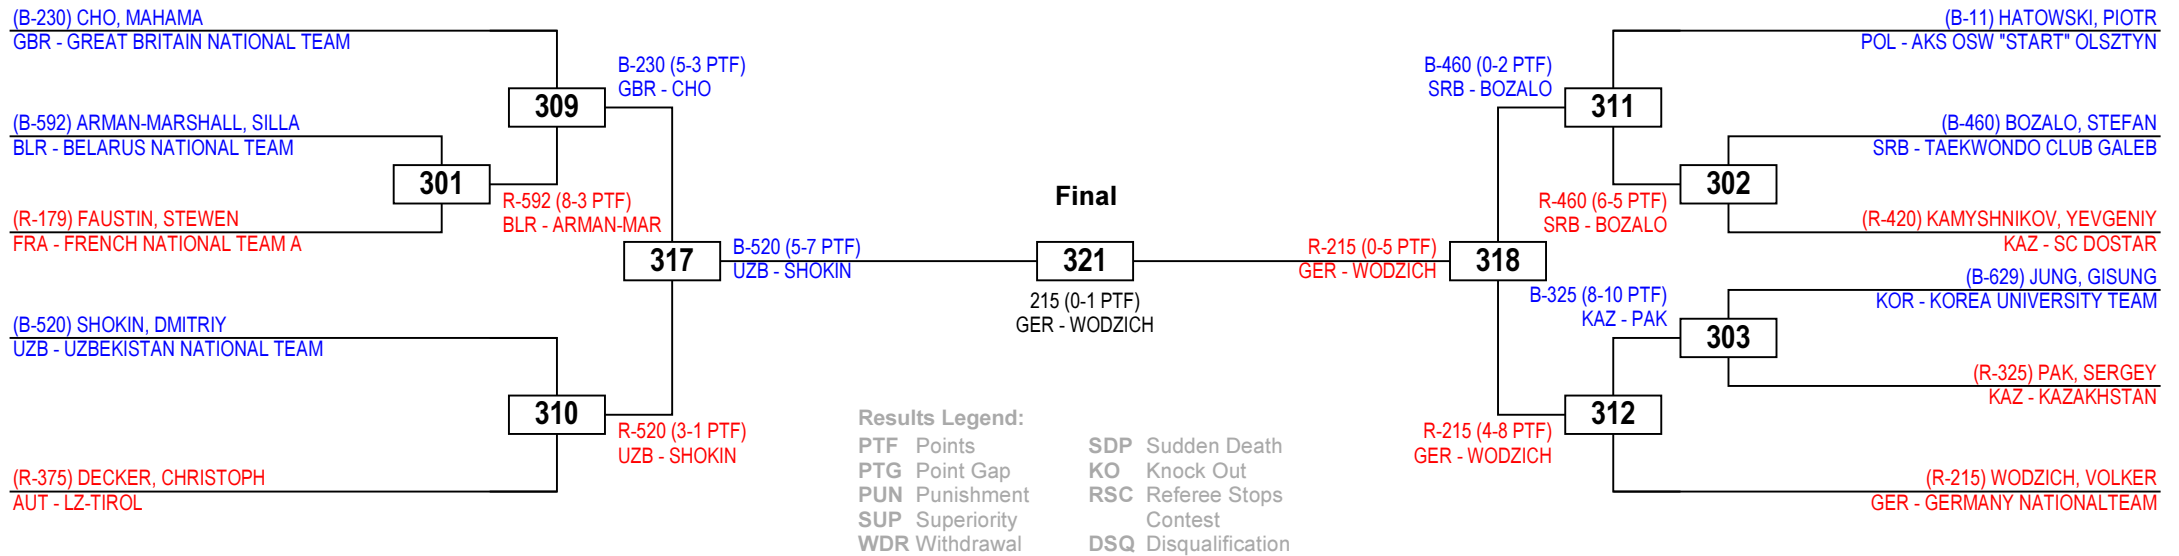 (B-230) CHO, MAHAMA
GBR - GREAT BRITAIN NATIONAL TEAM
(B-592) ARMAN-MARSHALL, SILLA
BLR - BELARUS NATIONAL TEAM
(R-179) FAUSTIN, STEWEN
FRA - FRENCH NATIONAL TEAM A
(B-520) SHOKIN, DMITRIY
UZB - UZBEKISTAN NATIONAL TEAM
(R-375) DECKER, CHRISTOPH
AUT - LZ-TIROL
301
R-592 (8-3 PTF)
BLR - ARMAN-MAR
309
B-230 (5-3 PTF)
GBR - CHO
310
R-520 (3-1 PTF)
UZB - SHOKIN
317
B-520 (5-7 PTF)
UZB - SHOKIN
Final
321
215 (0-1 PTF)
GER - WODZICH
R-215 (0-5 PTF)
GER - WODZICH
318
B-460 (0-2 PTF)
SRB - BOZALO
311
R-460 (6-5 PTF)
SRB - BOZALO
302
B-325 (8-10 PTF)
KAZ - PAK
303
R-215 (4-8 PTF)
GER - WODZICH
312
(B-11) HATOWSKI, PIOTR
POL - AKS OSW "START" OLSZTYN
(B-460) BOZALO, STEFAN
SRB - TAEKWONDO CLUB GALEB
(R-420) KAMYSHNIKOV, YEVGENIY
KAZ - SC DOSTAR
(B-629) JUNG, GISUNG
KOR - KOREA UNIVERSITY TEAM
(R-325) PAK, SERGEY
KAZ - KAZAKHSTAN
(R-215) WODZICH, VOLKER
GER - GERMANY NATIONALTEAM
Results Legend:
PTF Points
PTG Point Gap
PUN Punishment
SUP Superiority
WDR Withdrawal
SDP Sudden Death
KO Knock Out
RSC Referee Stops
Contest
DSQ Disqualification